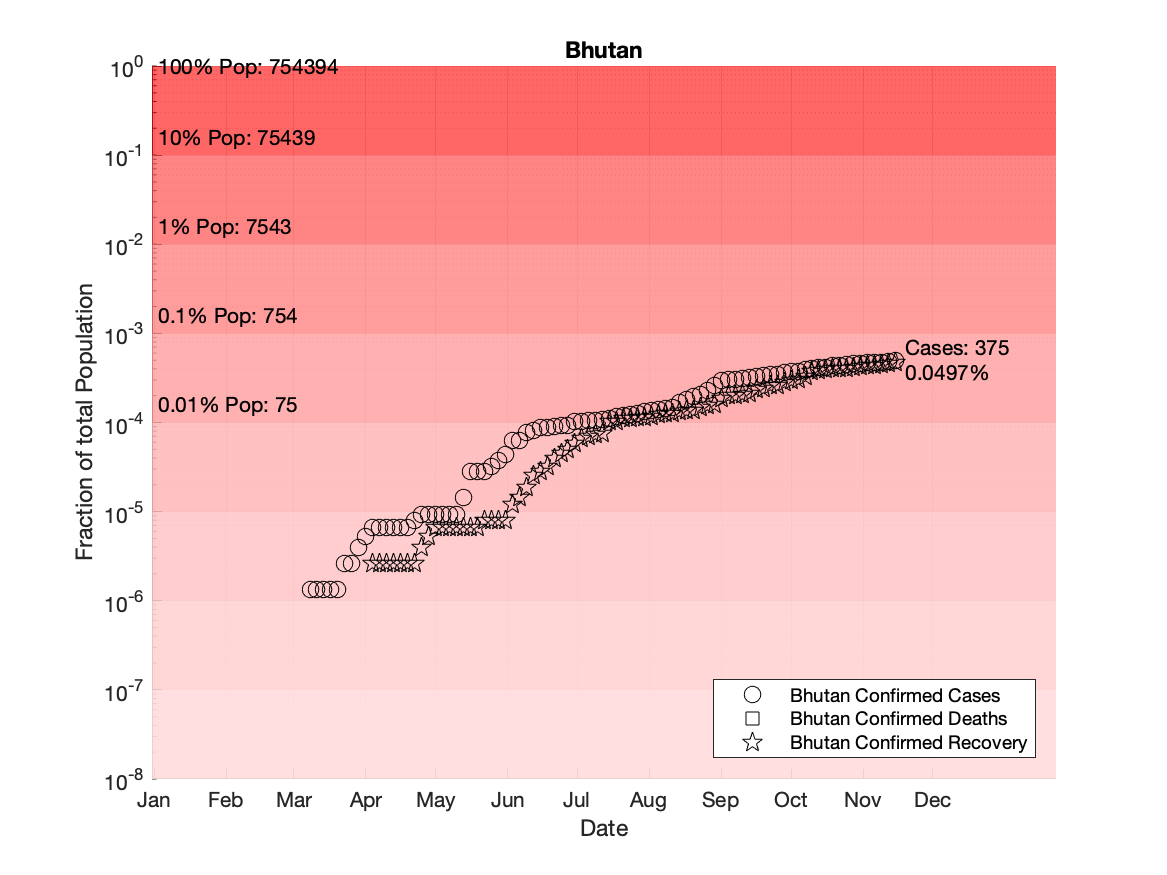 Bhutan
Fraction of total Population
10^0
10^-1
10^-2
10^-3
10^-4
10^-5
10^-6
10^-7
10^-8
100% Pop: 754394
10% Pop: 75439
1% Pop: 7543
0.1% Pop: 754
0.01% Pop: 75
Cases: 375
0.0497%
Bhutan Confirmed Cases
Bhutan Confirmed Deaths
Bhutan Confirmed Recovery
Jan Feb Mar Apr May Jun Jul Aug Sep Oct Nov Dec
Date